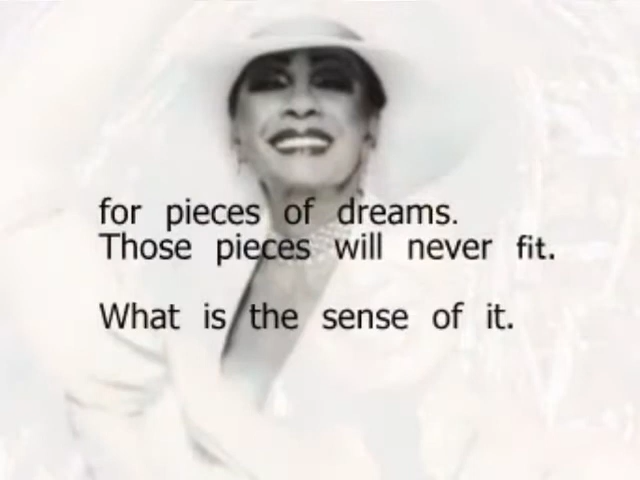 for pieces of dreams.
Those pieces will never fit.
What is the sense of it.